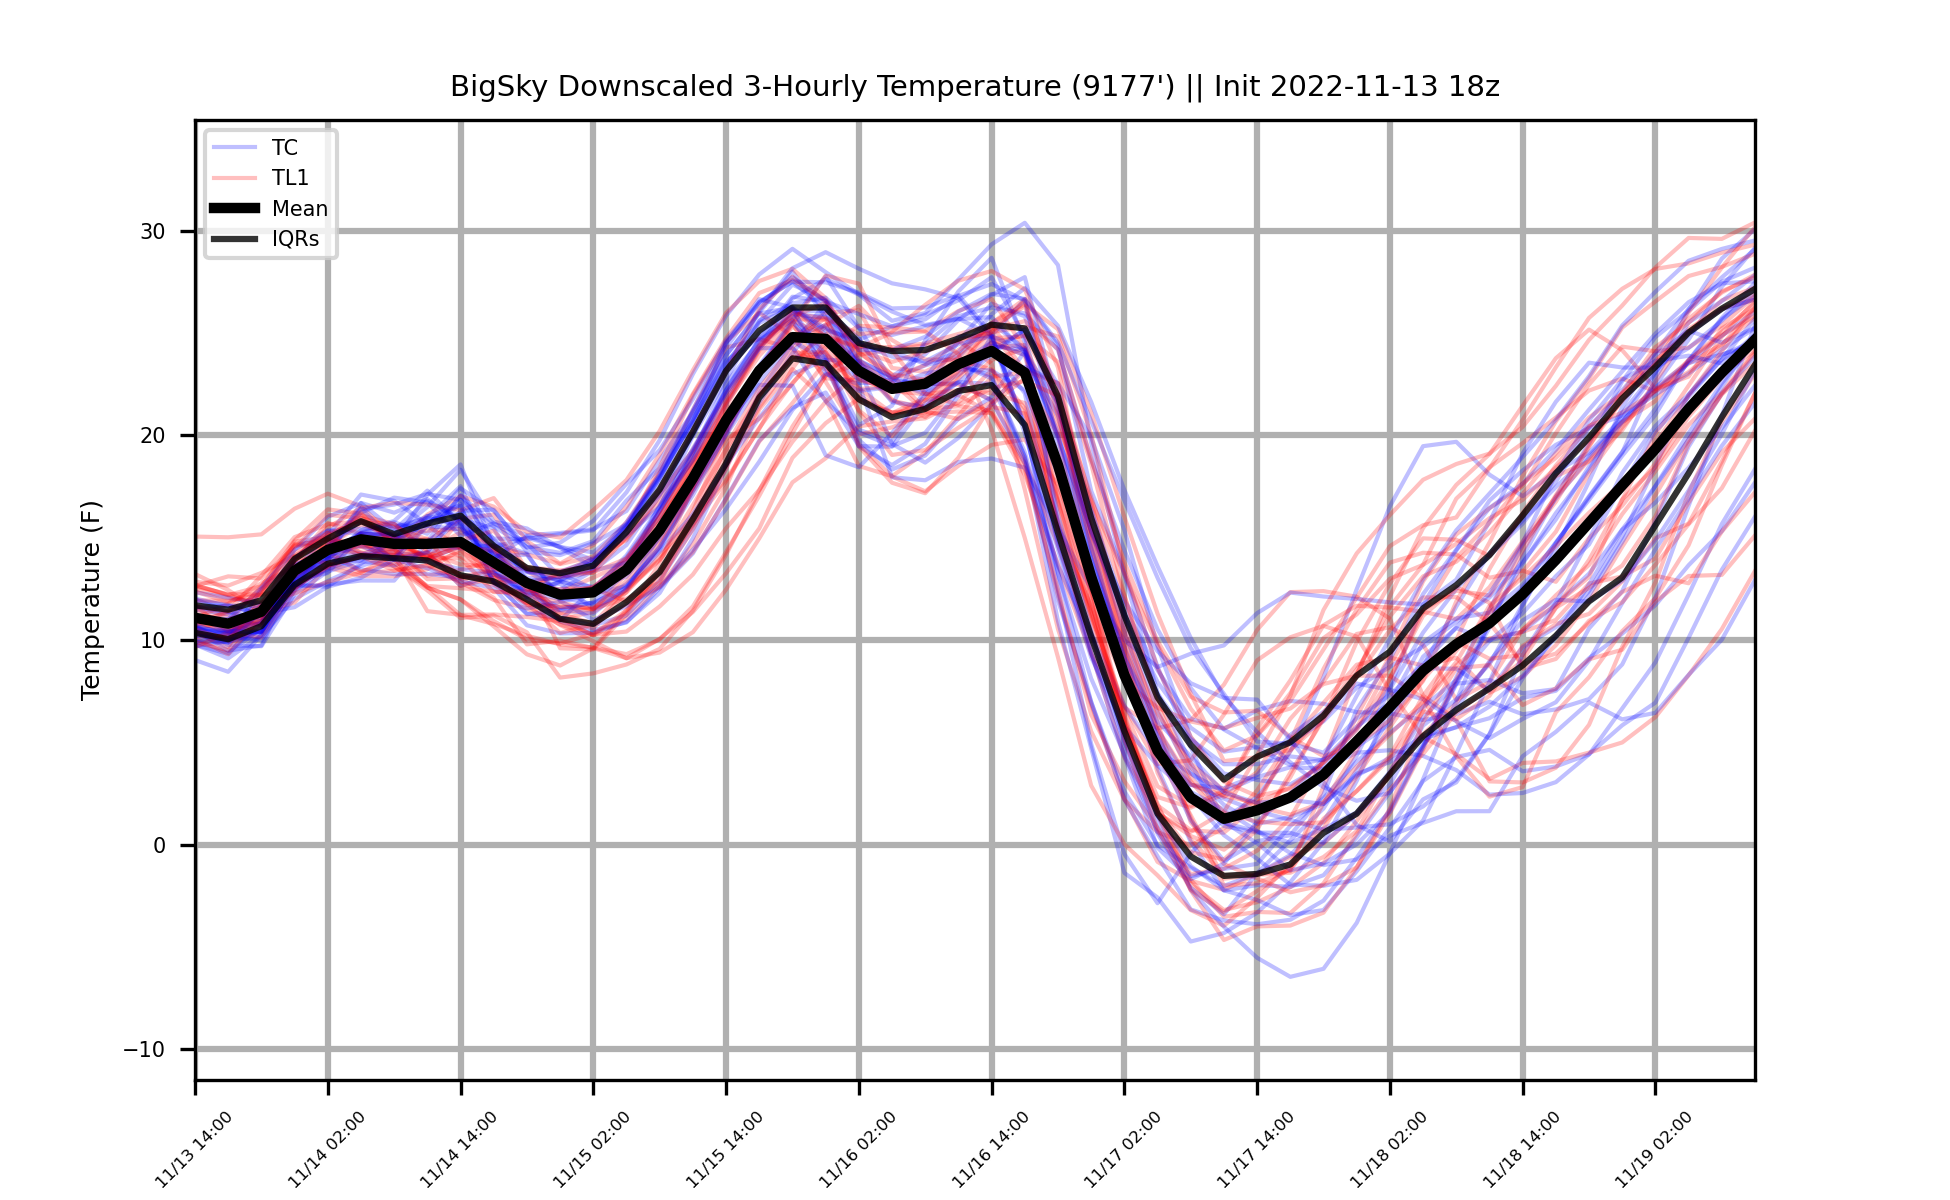 BigSky Downscaled 3-Hourly Temperature (9177') || Init 2022-11-13 18z
TC
TL1
Mean
IQRs
Temperature (F)
30
20
10
0
−10
11/13 14:00
11/14 02:00
11/14 14:00
11/15 02:00
11/15 14:00
11/16 02:00
11/16 14:00
11/17 02:00
11/17 14:00
11/18 02:00
11/18 14:00
11/19 02:00